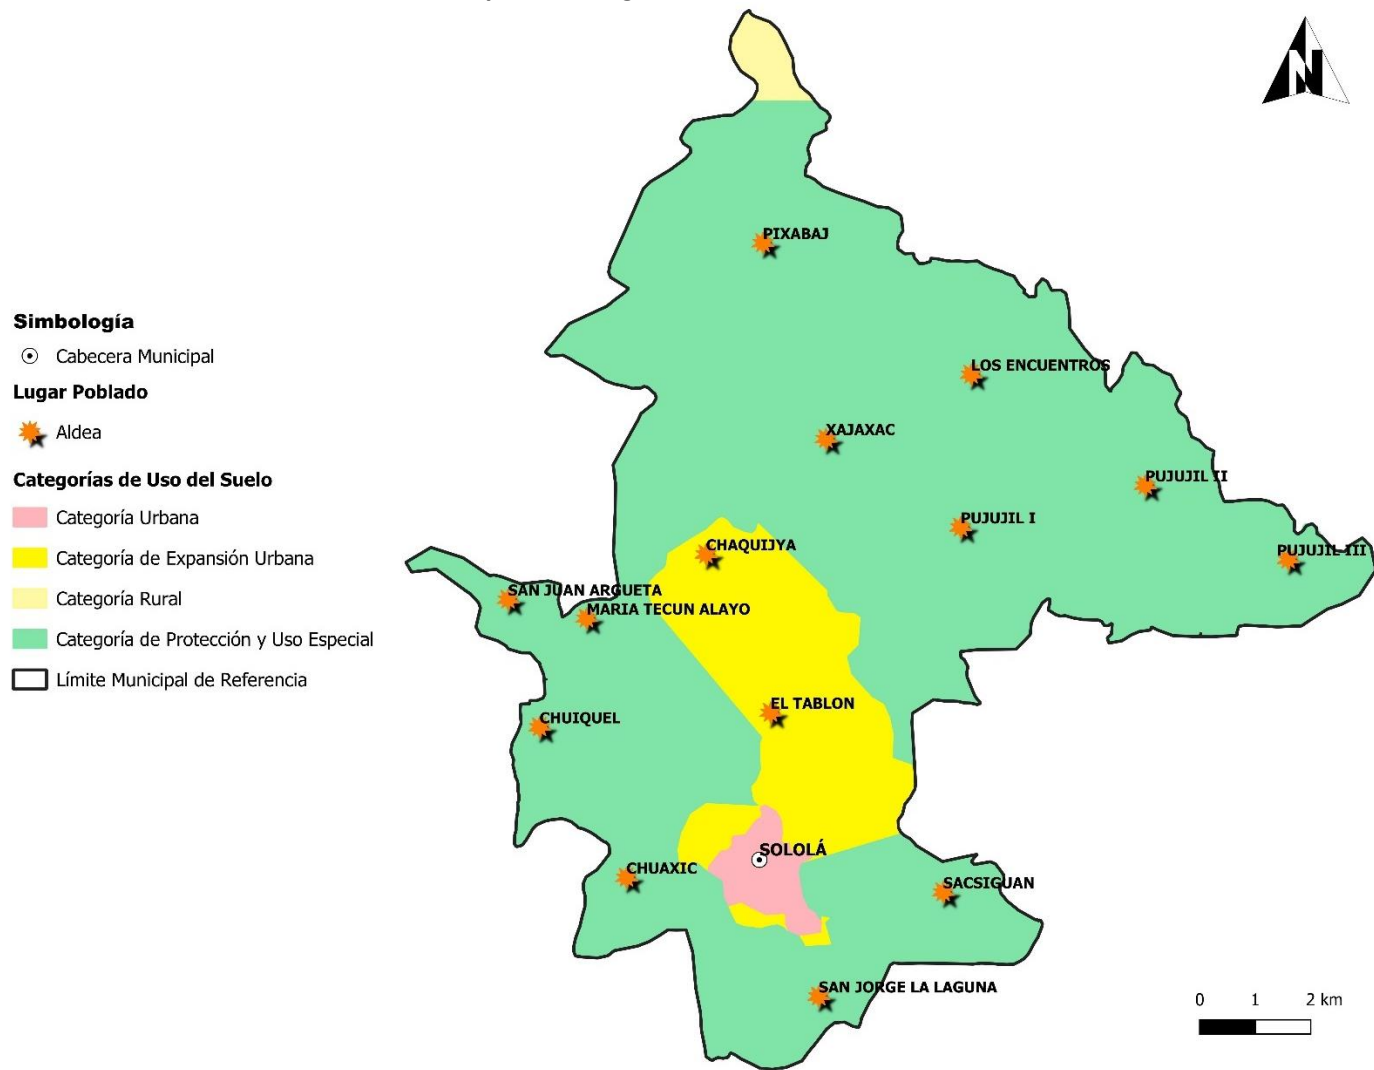 Simbología
Cabecera Municipal
Lugar Poblado
Aldea
Categorías de Uso del Suelo
Categoría Urbana
Categoría de Expansión Urbana
Categoría Rural
Categoría de Protección y Uso Especial
Límite Municipal de Referencia
N
PIXABAJ
LOS ENCUENTROS
XAJAXAC
PUJUJIL II
PUJUJIL I
CHAQUIJYA
PUJUJIL III
SAN JUAN ARGUETA
MARIA TECUN ALAYO
EL TABLON
CHUIQUEL
SOLOLÁ
CHUAXIC
SACSIGUAN
SAN JORGE LA LAGUNA
0 1 2 km